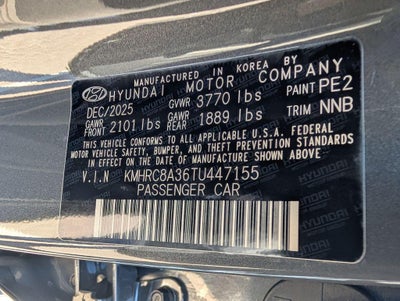 MANUFACTURED IN KOREA BY
HYUNDAI MOTOR COMPANY
DEC/2025 GVWR 3770 lbs PAINT PE2
GAWR FRONT 2101 lbs GAWR REAR 1889 lbs TRIM NNB
THIS VEHICLE CONFORMS TO ALL APPLICABLE U.S.A. FEDERAL
MOTOR VEHICLE SAFETY, BUMPER, AND THEFT PREVENTION STANDARDS
IN EFFECT ON THE DATE OF MANUFACTURE SHOWN ABOVE.
V.I.N KMHRC8A36TU447155
PASSENGER CAR